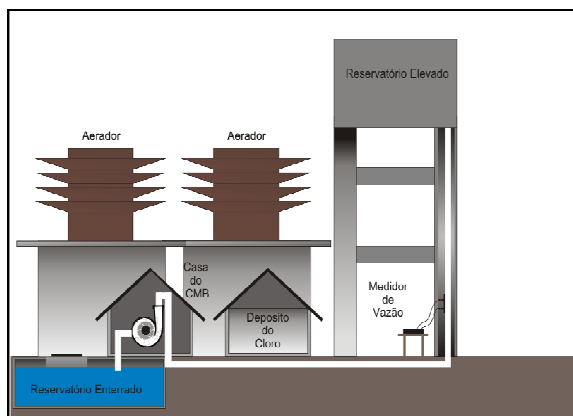 Reservatório Elevado
Aerador
Aerador
Casa
do
CMB
Medidor
de
Vazão
Deposito
do
Cloro
Reservatório Enterrado